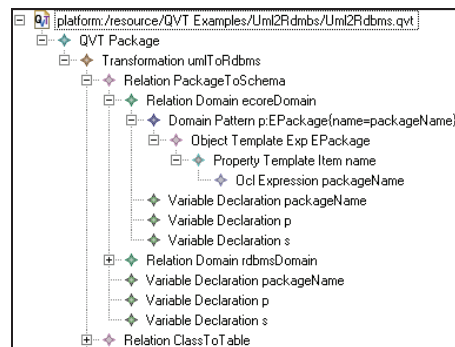 platform:/resource/QVT Examples/Uml2Rdmbs/Uml2Rdbms.qvt
QVT Package
Transformation umlToRdbms
Relation PackageToSchema
Relation Domain ecoreDomain
Domain Pattern p:EPackage{name=packageName}
Object Template Exp EPackage
Property Template Item name
Ocl Expression packageName
Variable Declaration packageName
Variable Declaration p
Variable Declaration s
Relation Domain rdbmsDomain
Variable Declaration packageName
Variable Declaration p
Variable Declaration s
Relation ClassToTable